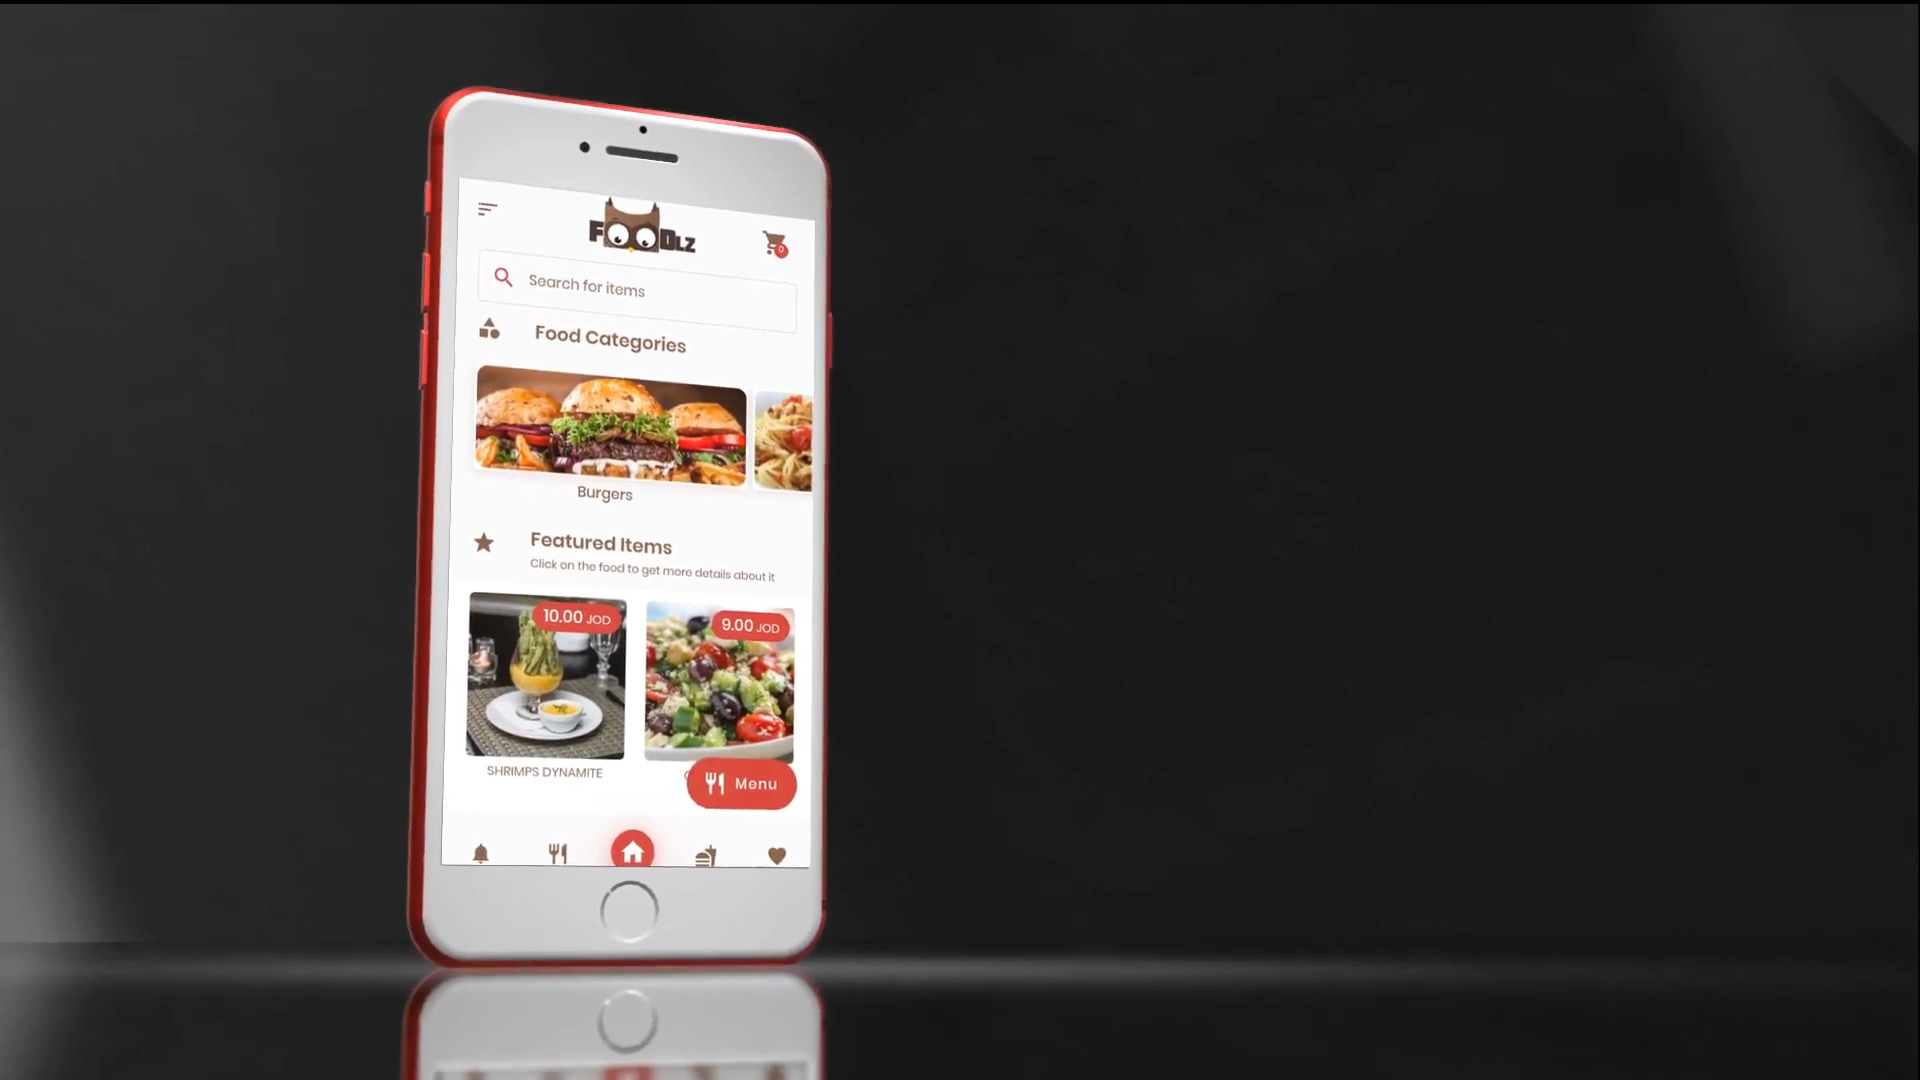 FOODLZ
0
Search for items
Food Categories
Burgers
Featured Items
Click on the food to get more details about it
10.00 JOD
9.00 JOD
SHRIMPS DYNAMITE
Menu